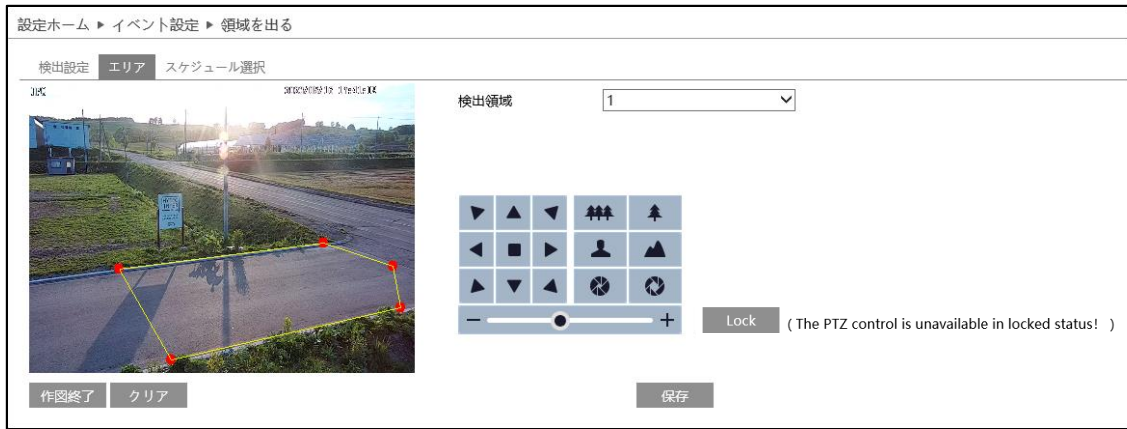 設定ホーム ▶ イベント設定 ▶ 領域を出る
検出設定 エリア スケジュール選択
検出領域 1
Lock ( The PTZ control is unavailable in locked status! )
作図終了 クリア 保存